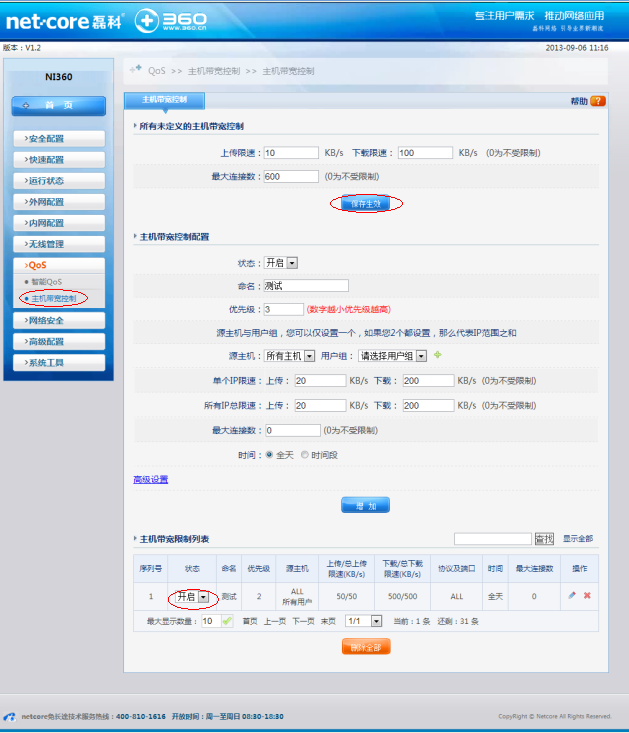 net·core磊科 360 www.360.cn
专注用户需求 推动网络应用
磊科网络 引导业界新潮流
版本：V1.2 2013-09-06 11:16
NI360
首 页
>安全配置
>快速配置
>运行状态
>外网配置
>内网配置
>无线管理
>QoS
智能QoS
主机带宽控制
>网络安全
>高级配置
>系统工具
QoS >> 主机带宽控制 >> 主机带宽控制
主机带宽控制 帮助 ?
所有未定义的主机带宽控制
上传限速：10 KB/s 下载限速：100 KB/s (0为不受限制)
最大连接数：600 (0为不受限制)
保存生效
主机带宽控制配置
状态：开启
命名：测试
优先级：3 (数字越小优先级越高)
源主机与用户组，您可以仅设置一个，如果您2个都设置，那么代表IP范围之和
源主机：所有主机 用户组：请选择用户组
单个IP限速：上传：20 KB/s 下载：200 KB/s (0为不受限制)
所有IP总限速：上传：20 KB/s 下载：200 KB/s (0为不受限制)
最大连接数：0 (0为不受限制)
时间：全天 时间段
高级设置
增 加
主机带宽限制列表 查找 显示全部
序列号 状态 命名 优先级 源主机 上传/总上传限速(KB/s) 下载/总下载限速(KB/s) 协议及端口 时间 最大连接数 操作
1 开启 测试 2 ALL 所有用户 50/50 500/500 ALL 全天 0
最大显示数量：10 首页 上一页 下一页 末页 1/1 当前：1 条 还剩：31 条
删除全部
netcore免长途技术服务热线：400-810-1616 开放时间：周一至周日 08:30-18:30
CopyRight © Netcore All Rights Reserved.